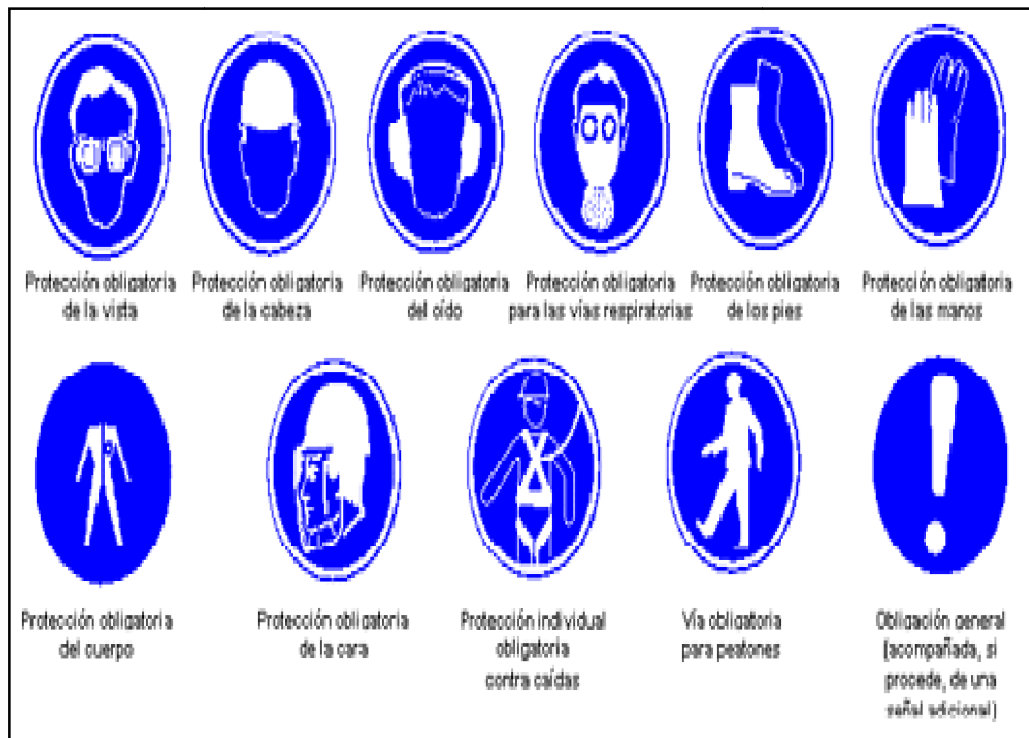 Protección obligatoria
de la vista
Protección obligatoria
de la cabeza
Protección obligatoria
del oído
Protección obligatoria
para las vías respiratorias
Protección obligatoria
de los pies
Protección obligatoria
de las manos
Protección obligatoria
del cuerpo
Protección obligatoria
de la cara
Protección individual
obligatoria
contra caídas
Vía obligatoria
para peatones
Obligación general
(acompañada, si
procede, de una
señal adicional)